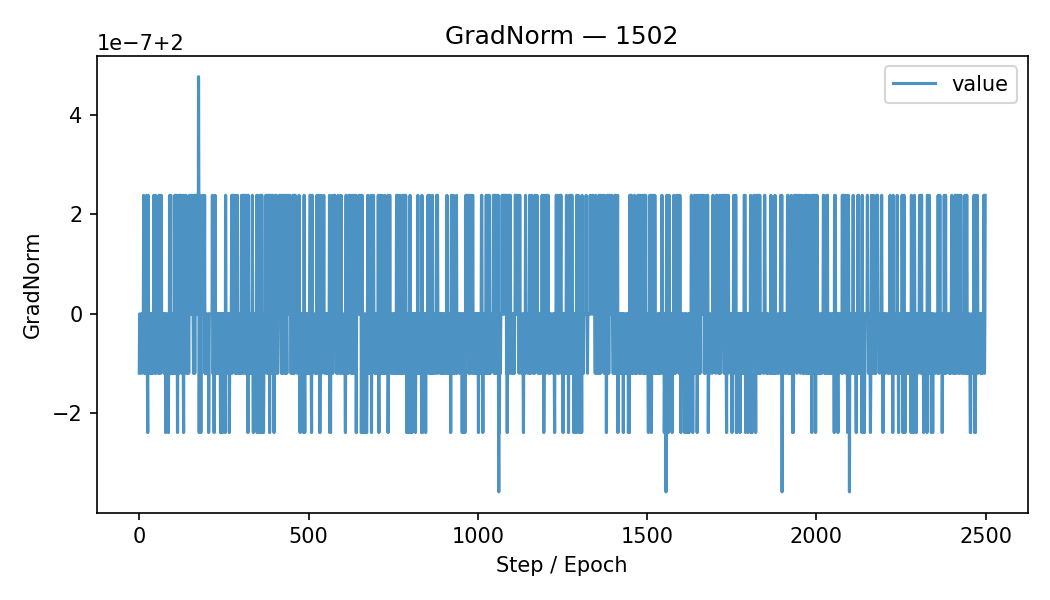 GradNorm — 1502
1e−7+2
value
4
2
0
−2
GradNorm
0 500 1000 1500 2000 2500
Step / Epoch